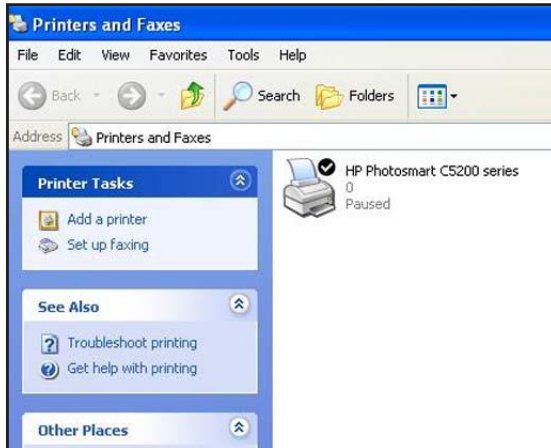 Printers and Faxes
File Edit View Favorites Tools Help
Back Search Folders
Address Printers and Faxes
Printer Tasks
Add a printer
Set up faxing
See Also
Troubleshoot printing
Get help with printing
Other Places
HP Photosmart C5200 series
0
Paused